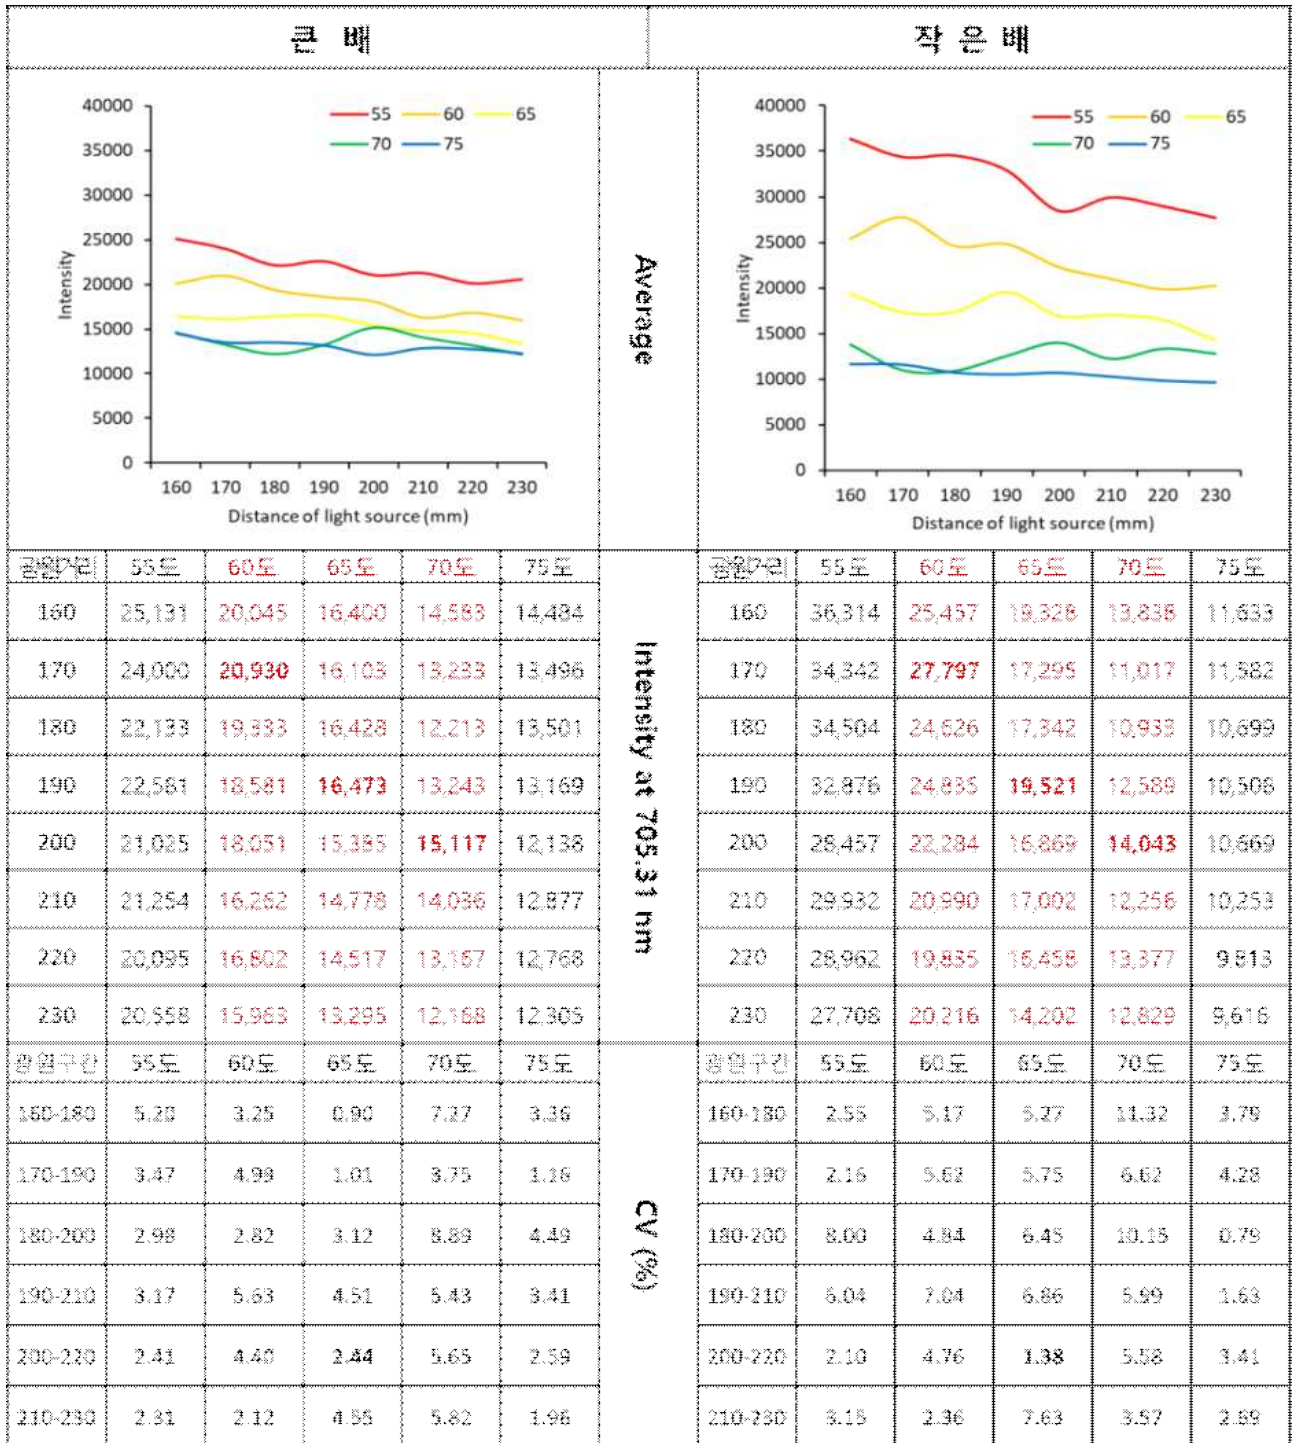 큰 배 작 은 배
40000 35000 30000 25000 20000 15000 10000 5000 0
Intensity
55 60 65
70 75
160 170 180 190 200 210 220 230
Distance of light source (mm)
Average
40000 35000 30000 25000 20000 15000 10000 5000 0
Intensity
55 60 65
70 75
160 170 180 190 200 210 220 230
Distance of light source (mm)
광원거리 55도 60도 65도 70도 75도
160 25,131 20,045 16,400 14,583 14,484
170 24,000 20,930 16,103 13,233 13,496
180 22,133 19,333 16,428 12,213 13,501
190 22,581 18,581 16,473 13,243 13,169
200 21,025 18,051 15,385 15,117 12,138
210 21,254 16,262 14,778 14,036 12,877
220 20,095 16,802 14,517 13,167 12,768
230 20,558 15,963 13,295 12,168 12,305
Intensity at 705.31 nm
광원거리 55도 60도 65도 70도 75도
160 36,314 25,457 19,328 13,838 11,633
170 34,342 27,797 17,295 11,017 11,582
180 34,504 24,626 17,342 10,933 10,699
190 32,876 24,835 19,521 12,589 10,506
200 28,457 22,284 16,869 14,043 10,669
210 29,932 20,990 17,002 12,256 10,253
220 28,962 19,835 16,458 13,377 9,813
230 27,708 20,216 14,202 12,829 9,616
광원구간 55도 60도 65도 70도 75도
160-180 5.20 3.25 0.90 7.27 3.36
170-190 3.47 4.99 1.01 3.75 1.16
180-200 2.98 2.82 3.12 8.89 4.49
190-210 3.17 5.63 4.51 5.43 3.41
200-220 2.41 4.40 2.44 5.65 2.59
210-230 2.31 2.12 4.55 5.82 1.96
CV (%)
광원구간 55도 60도 65도 70도 75도
160-180 2.55 5.17 5.27 11.32 3.79
170-190 2.16 5.62 5.75 6.62 4.28
180-200 8.00 4.84 6.45 10.15 0.79
190-210 6.04 7.04 6.86 5.99 1.63
200-220 2.10 4.76 1.38 5.58 3.41
210-230 3.15 2.36 7.63 3.57 2.69